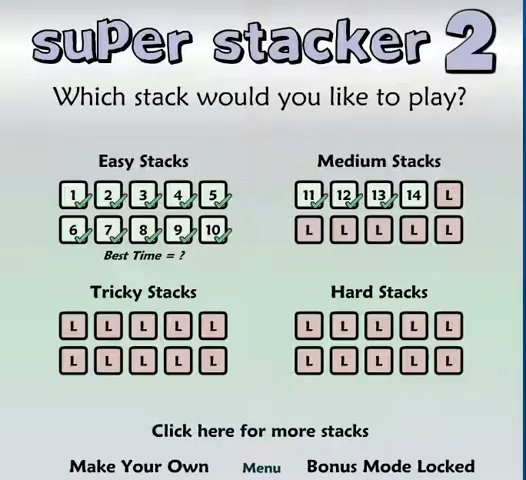 super stacker 2
Which stack would you like to play?
Easy Stacks
1 2 3 4 5
6 7 8 9 10
Best Time = ?
Medium Stacks
11 12 13 14 L
L L L L L
Tricky Stacks
L L L L L
L L L L L
Hard Stacks
L L L L L
L L L L L
Click here for more stacks
Make Your Own Menu Bonus Mode Locked